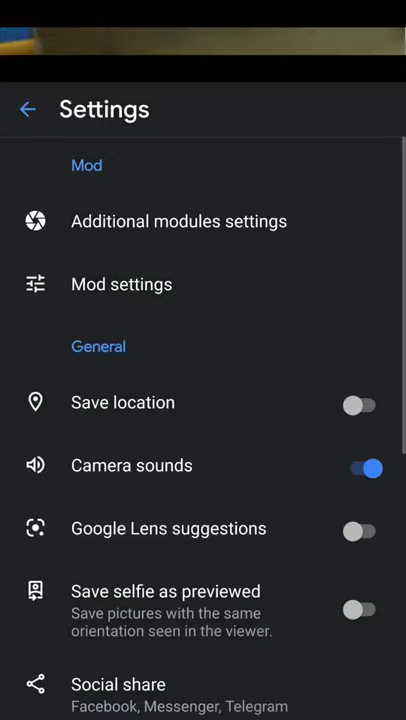 Settings
Mod
Additional modules settings
Mod settings
General
Save location
Camera sounds
Google Lens suggestions
Save selfie as previewed
Save pictures with the same
orientation seen in the viewer.
Social share
Facebook, Messenger, Telegram